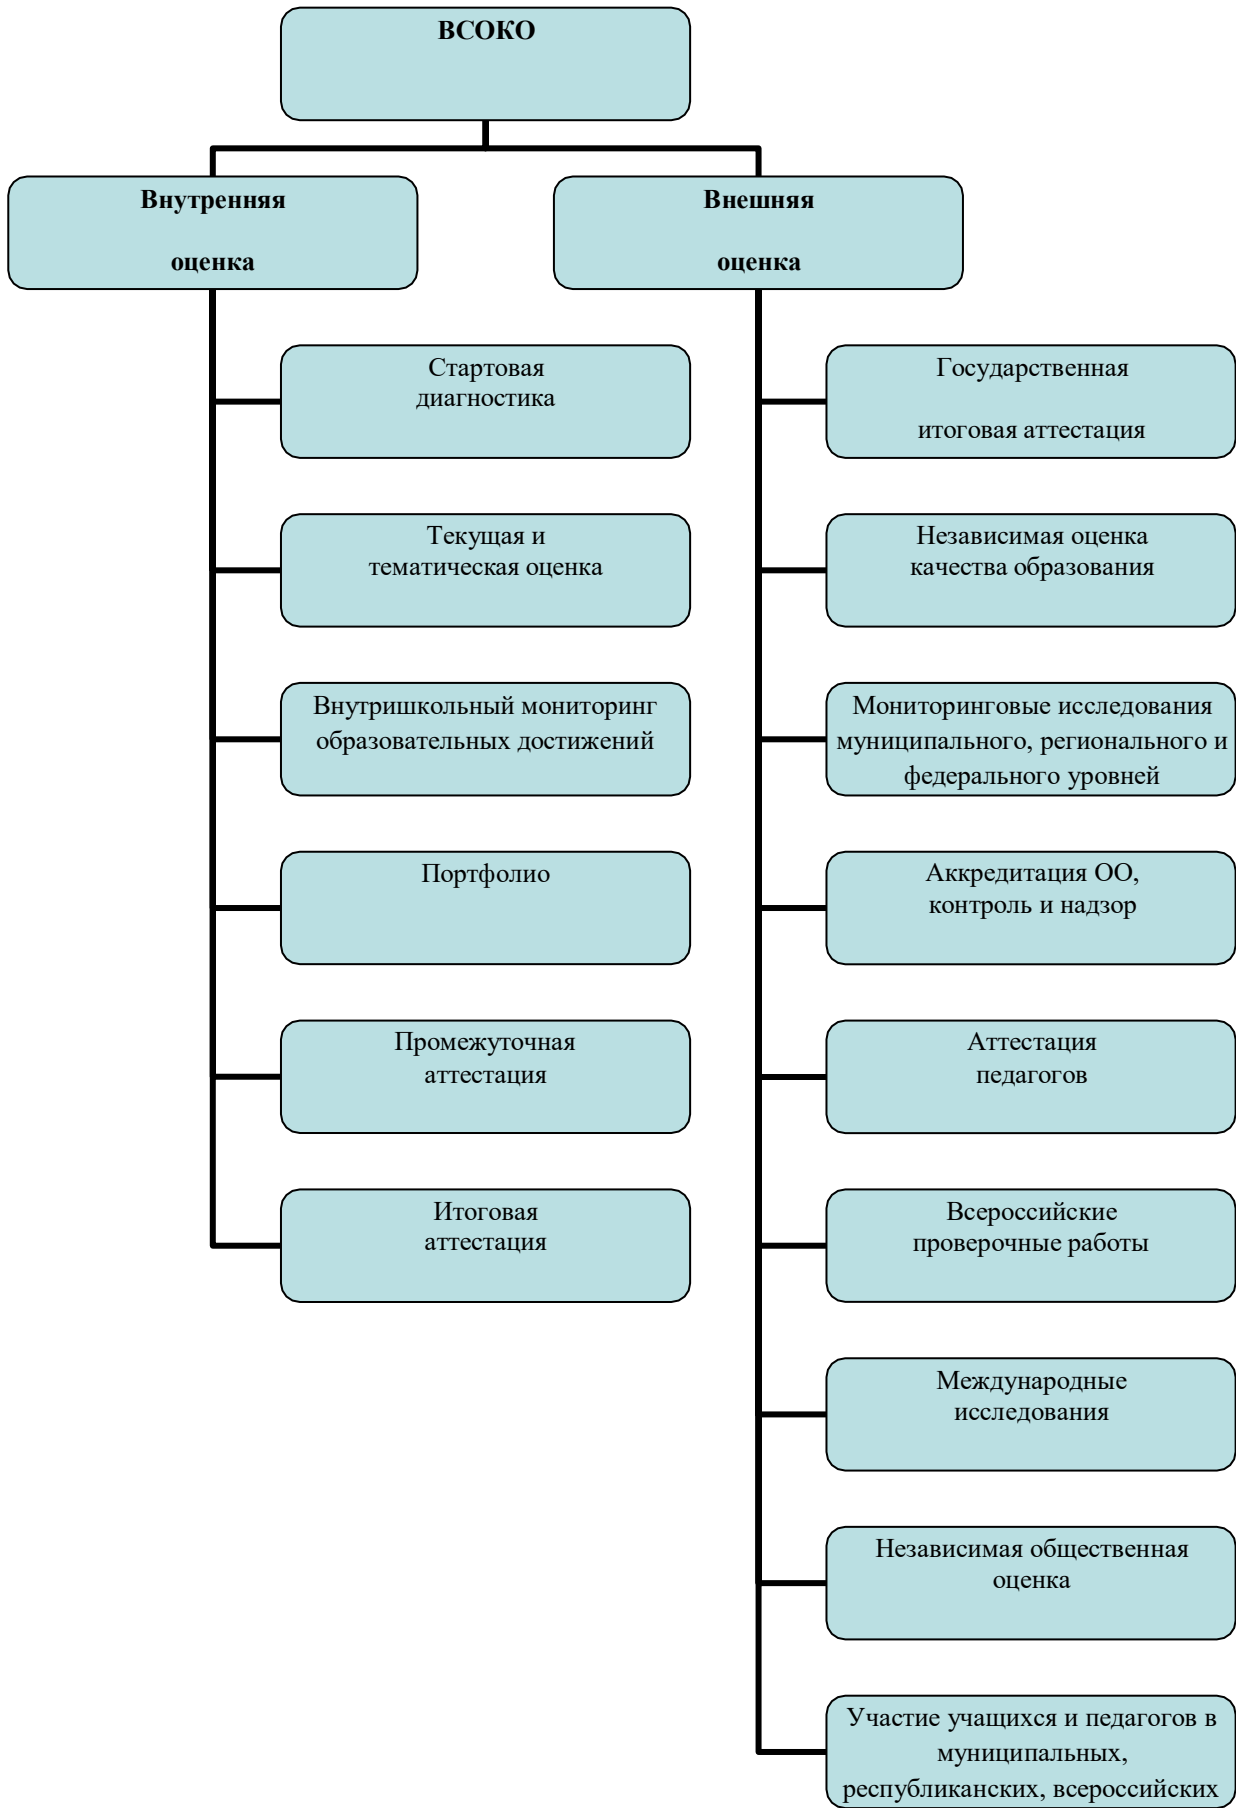 ВСОКО
Внутренняя
оценка
Внешняя
оценка
Стартовая
диагностика
Текущая и
тематическая оценка
Внутришкольный мониторинг
образовательных достижений
Портфолио
Промежуточная
аттестация
Итоговая
аттестация
Государственная
итоговая аттестация
Независимая оценка
качества образования
Мониторинговые исследования
муниципального, регионального и
федерального уровней
Аккредитация ОО,
контроль и надзор
Аттестация
педагогов
Всероссийские
проверочные работы
Международные
исследования
Независимая общественная
оценка
Участие учащихся и педагогов в
муниципальных,
республиканских, всероссийских